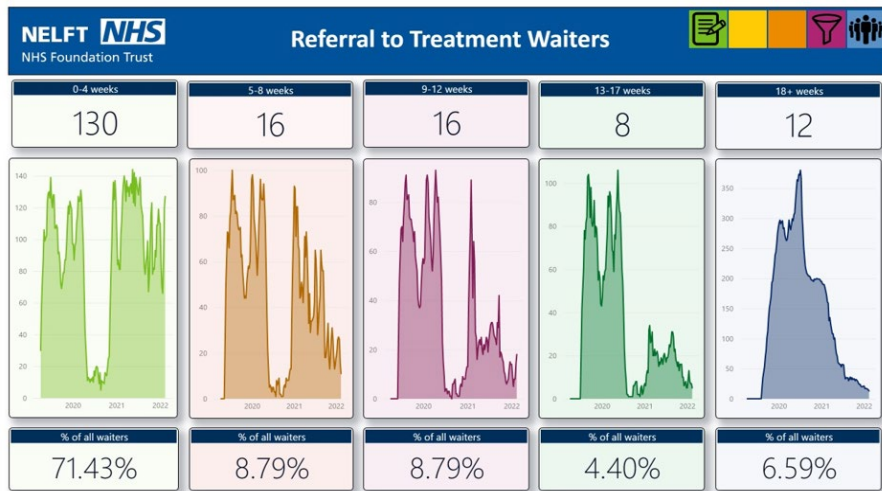 NELFT NHS
NHS Foundation Trust
Referral to Treatment Waiters
0-4 weeks
130
5-8 weeks
16
9-12 weeks
16
13-17 weeks
8
18+ weeks
12
140
120
100
80
60
40
20
0
2020 2021 2022
100
80
60
40
20
0
2020 2021 2022
80
60
40
20
0
2020 2021 2022
100
80
60
40
20
0
2020 2021 2022
350
300
250
200
150
100
50
0
2020 2021 2022
% of all waiters
71.43%
% of all waiters
8.79%
% of all waiters
8.79%
% of all waiters
4.40%
% of all waiters
6.59%